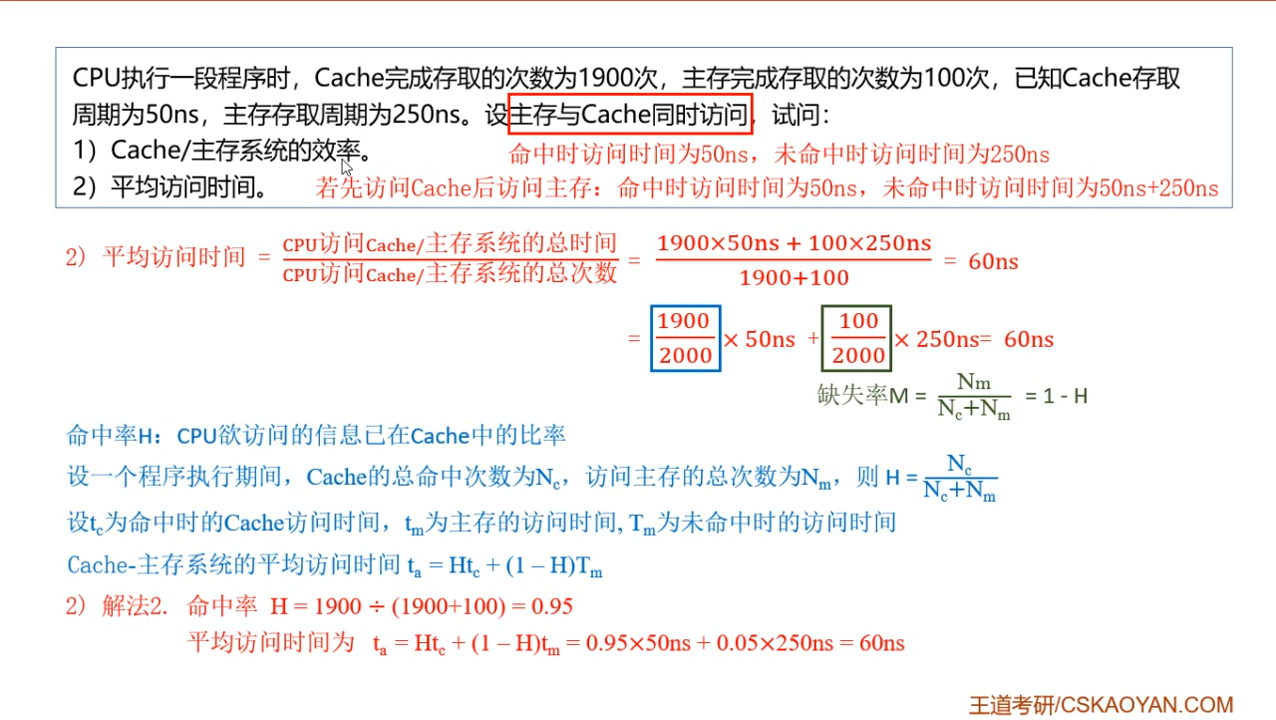 CPU执行一段程序时，Cache完成存取的次数为1900次，主存完成存取的次数为100次，已知Cache存取
周期为50ns，主存存取周期为250ns。设主存与Cache同时访问，试问：
1）Cache/主存系统的效率。
命中时访问时间为50ns，未命中时访问时间为250ns
2）平均访问时间。
若先访问Cache后访问主存：命中时访问时间为50ns，未命中时访问时间为50ns+250ns
2) 平均访问时间 = CPU访问Cache/主存系统的总时间 / CPU访问Cache/主存系统的总次数 = 1900×50ns + 100×250ns / 1900+100 = 60ns
= 1900/2000 × 50ns + 100/2000 × 250ns= 60ns
缺失率M = Nm / Nc+Nm = 1 - H
命中率H：CPU欲访问的信息已在Cache中的比率
设一个程序执行期间，Cache的总命中次数为Nc，访问主存的总次数为Nm，则 H = Nc / Nc+Nm
设tc为命中时的Cache访问时间，tm为主存的访问时间, Tm为未命中时的访问时间
Cache-主存系统的平均访问时间 ta = Htc + (1 – H)Tm
2) 解法2. 命中率 H = 1900 ÷ (1900+100) = 0.95
平均访问时间为 ta = Htc + (1 – H)tm = 0.95×50ns + 0.05×250ns = 60ns
王道考研/CSKAOYAN.COM